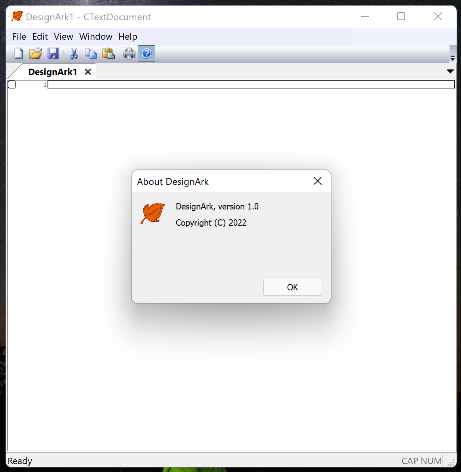 DesignArk1 - CTextDocument
File Edit View Window Help
DesignArk1
1
About DesignArk
DesignArk, version 1.0
Copyright (C) 2022
OK
Ready
CAP NUM